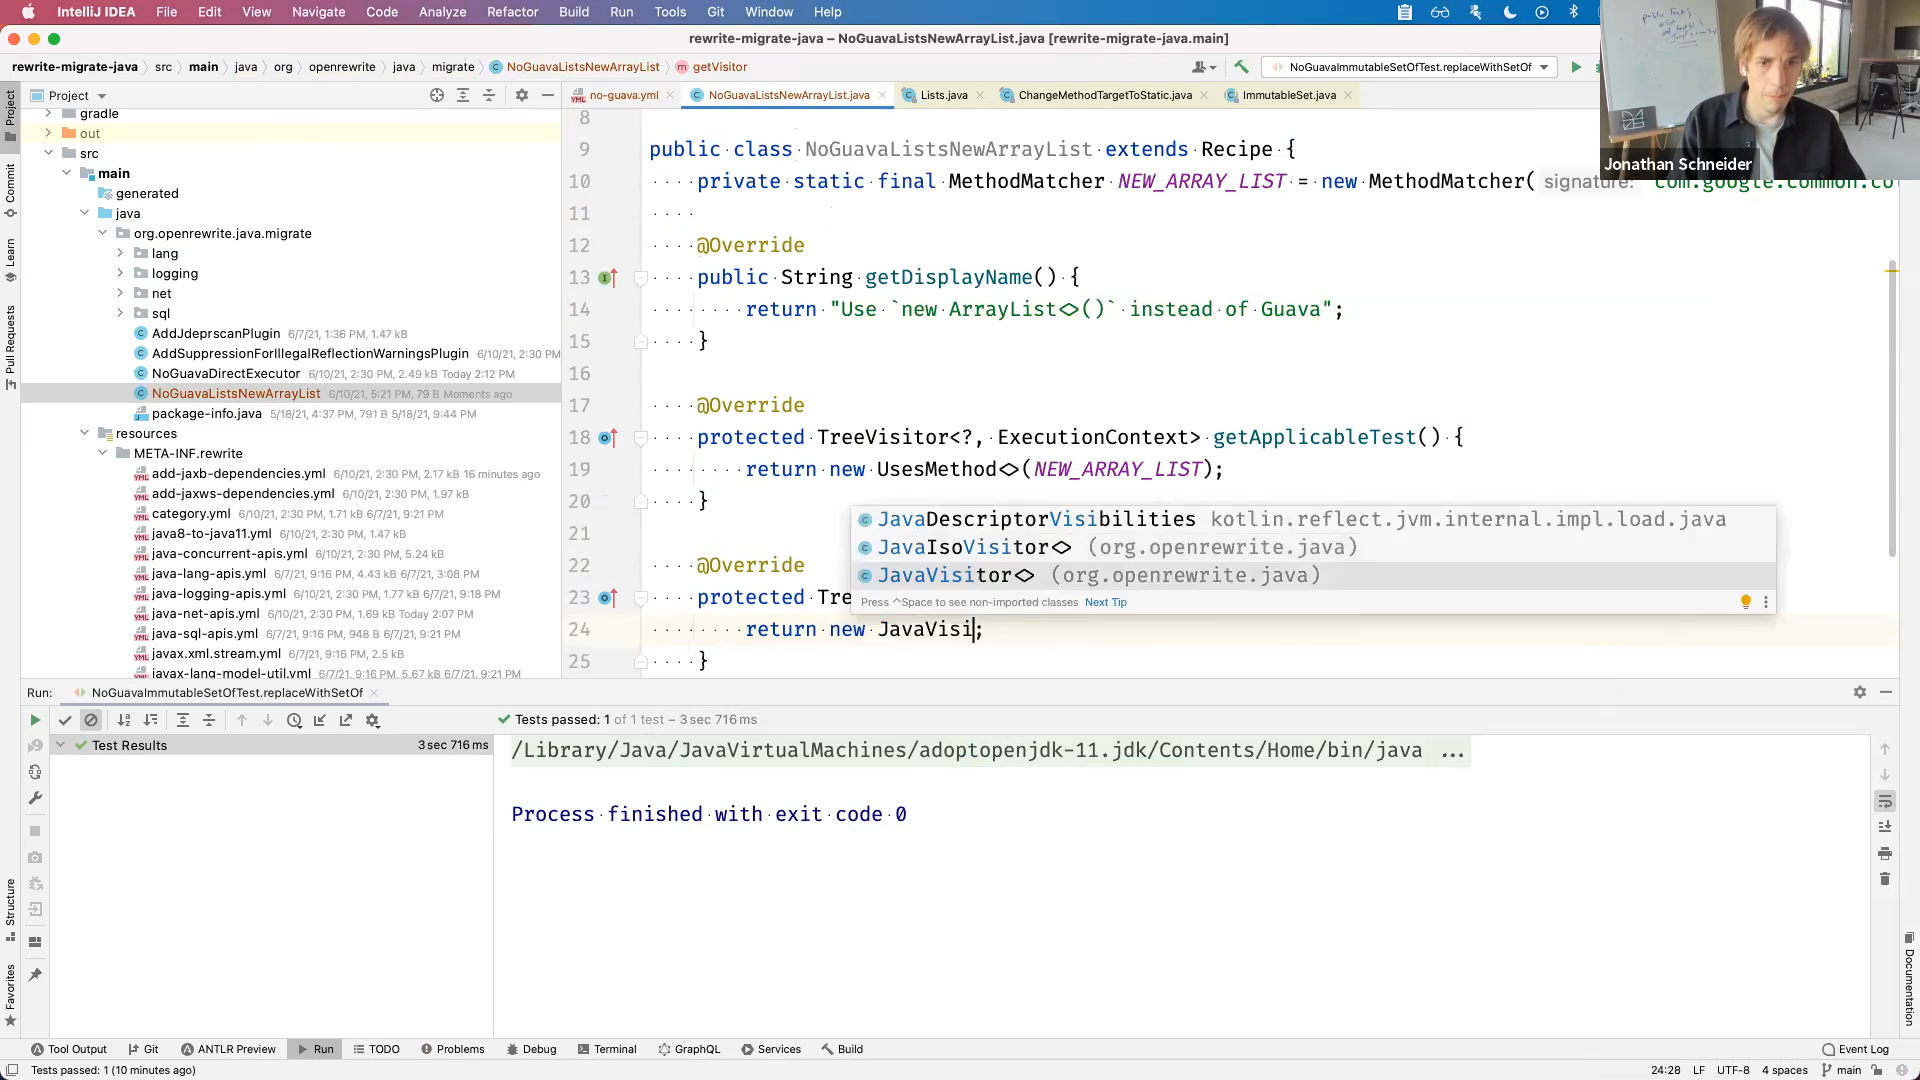 IntelliJ IDEA File Edit View Navigate Code Analyze Refactor Build Run Tools Git Window Help
rewrite-migrate-java – NoGuavaListsNewArrayList.java [rewrite-migrate-java.main]
rewrite-migrate-java src main java org openrewrite java migrate NoGuavaListsNewArrayList getVisitor NoGuavaImmutableSetOfTest.replaceWithSetOf
Project no-guava.yml NoGuavaListsNewArrayList.java Lists.java ChangeMethodTargetToStatic.java ImmutableSet.java
Jonathan Schneider
Project
Commit
Learn
Pull Requests
Structure
Favorites
gradle
out
src
main
generated
java
org.openrewrite.java.migrate
lang
logging
net
sql
AddJdeprscanPlugin 6/7/21, 1:36 PM, 1.47 kB
AddSuppressionForIllegalReflectionWarningsPlugin 6/10/21, 2:30 PM
NoGuavaDirectExecutor 6/10/21, 2:30 PM, 2.49 kB Today 2:12 PM
NoGuavaListsNewArrayList 6/10/21, 5:21 PM, 79 B Moments ago
package-info.java 5/18/21, 4:37 PM, 791 B 5/18/21, 9:44 PM
resources
META-INF.rewrite
add-jaxb-dependencies.yml 6/10/21, 2:30 PM, 2.17 kB 16 minutes ago
add-jaxws-dependencies.yml 6/10/21, 2:30 PM, 1.97 kB
category.yml 6/10/21, 2:30 PM, 1.71 kB 6/7/21, 9:21 PM
java8-to-java11.yml 6/10/21, 2:30 PM, 1.47 kB
java-concurrent-apis.yml 6/10/21, 2:30 PM, 5.24 kB
java-lang-apis.yml 6/7/21, 9:16 PM, 4.43 kB 6/7/21, 3:08 PM
java-logging-apis.yml 6/10/21, 2:30 PM, 1.77 kB 6/7/21, 9:18 PM
java-net-apis.yml 6/10/21, 2:30 PM, 1.69 kB Today 2:07 PM
java-sql-apis.yml 6/7/21, 9:16 PM, 948 B 6/7/21, 9:21 PM
javax.xml.stream.yml 6/7/21, 9:16 PM, 2.5 kB
javax-lang-model-util.yml 6/7/21, 9:16 PM, 5.67 kB 6/7/21, 9:21 PM
8
9 public class NoGuavaListsNewArrayList extends Recipe {
10 private static final MethodMatcher NEW_ARRAY_LIST = new MethodMatcher( signature: "com.google.common.co
11
12 @Override
13 public String getDisplayName() {
14 return "Use `new ArrayList<>()` instead of Guava";
15 }
16
17 @Override
18 protected TreeVisitor<?, ExecutionContext> getApplicableTest() {
19 return new UsesMethod<>(NEW_ARRAY_LIST);
20 }
21
22 @Override
23 protected Tre
24 return new JavaVisi;
25 }
JavaDescriptorVisibilities kotlin.reflect.jvm.internal.impl.load.java
JavaIsoVisitor<> (org.openrewrite.java)
JavaVisitor<> (org.openrewrite.java)
Press ^Space to see non-imported classes Next Tip
Run: NoGuavaImmutableSetOfTest.replaceWithSetOf
Tests passed: 1 of 1 test – 3 sec 716 ms
Test Results 3 sec 716 ms
/Library/Java/JavaVirtualMachines/adoptopenjdk-11.jdk/Contents/Home/bin/java ...
Process finished with exit code 0
Documentation
Tool Output Git ANTLR Preview Run TODO Problems Debug Terminal GraphQL Services Build Event Log
Tests passed: 1 (10 minutes ago) 24:28 LF UTF-8 4 spaces main